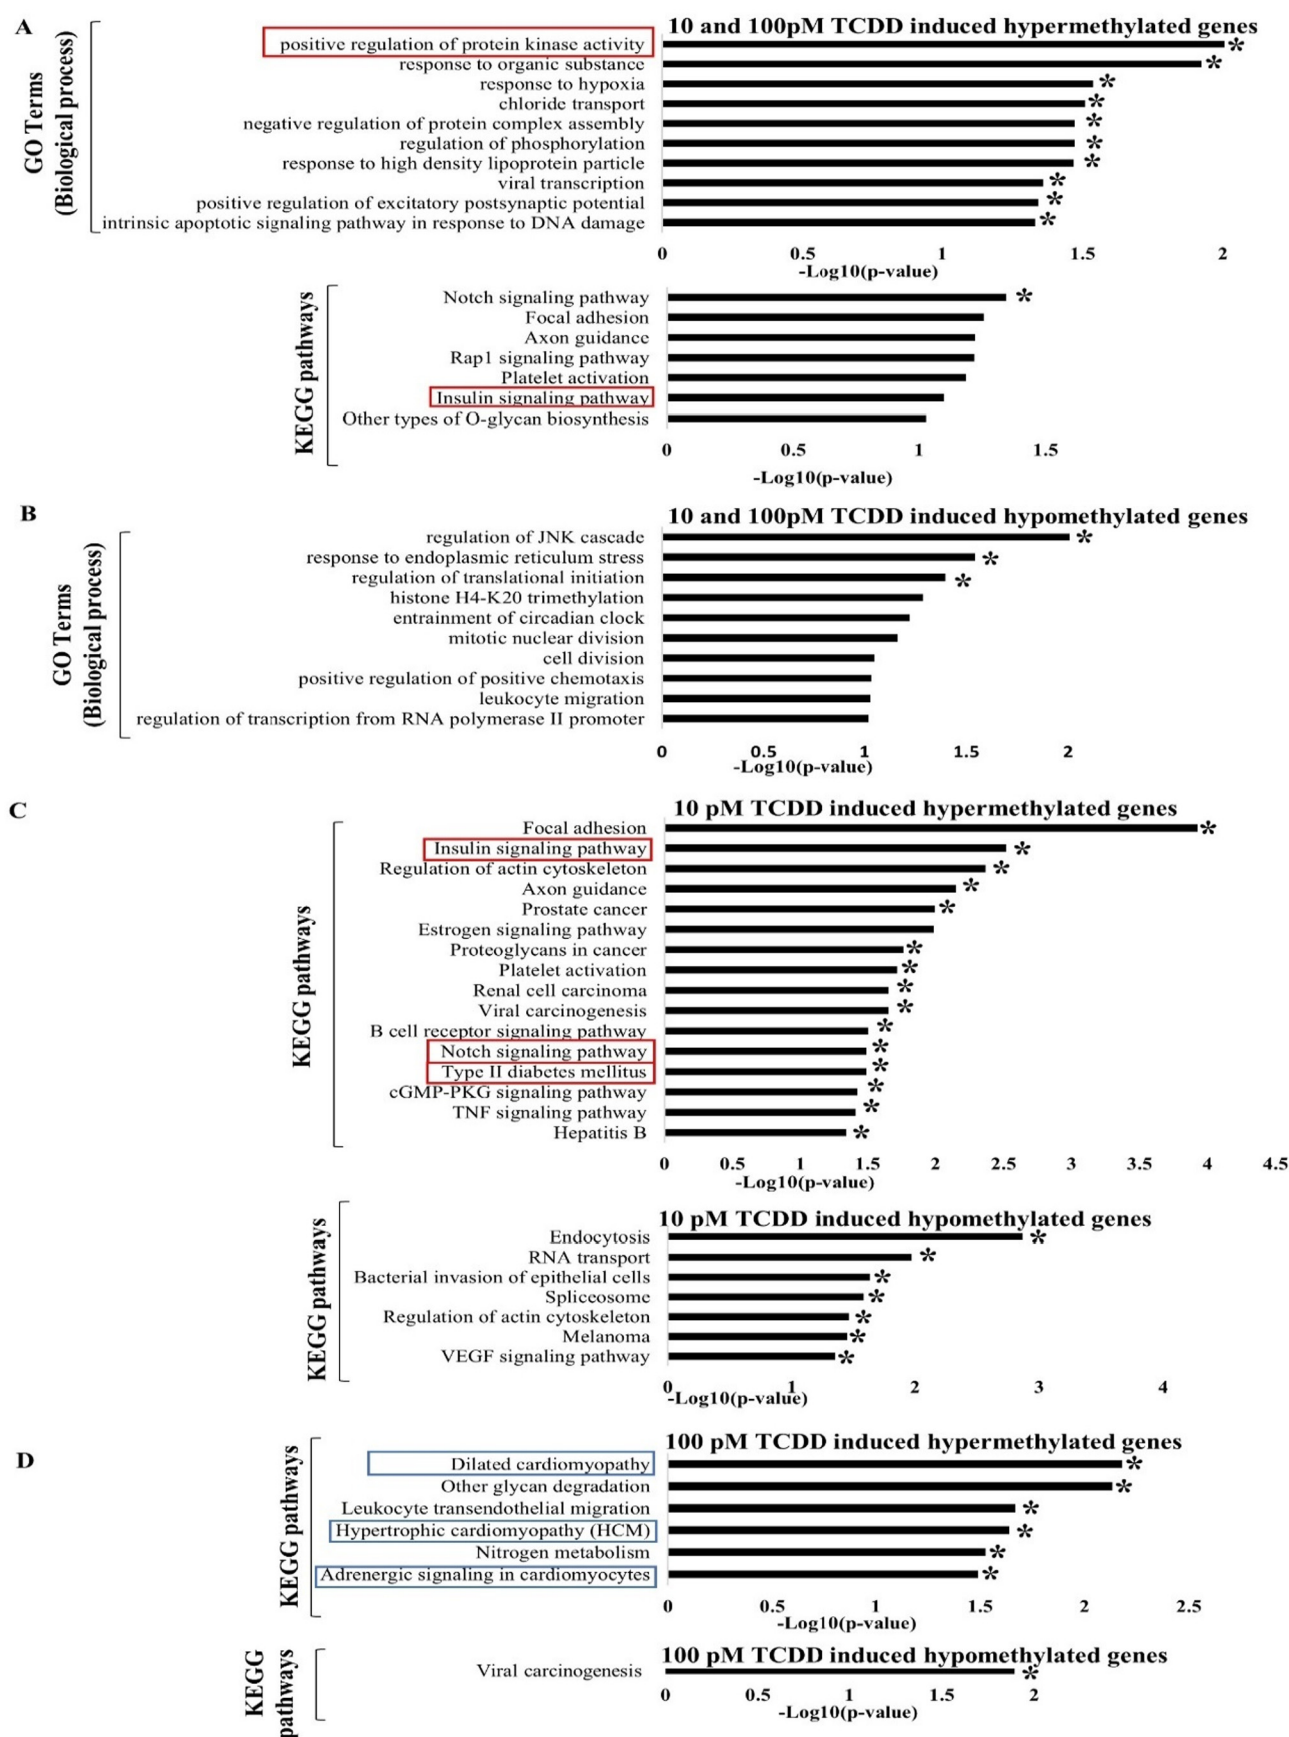 A
10 and 100pM TCDD induced hypermethylated genes
GO Terms
(Biological process)
positive regulation of protein kinase activity *
response to organic substance *
response to hypoxia *
chloride transport *
negative regulation of protein complex assembly *
regulation of phosphorylation *
response to high density lipoprotein particle *
viral transcription *
positive regulation of excitatory postsynaptic potential *
intrinsic apoptotic signaling pathway in response to DNA damage *
0 0.5 1 1.5 2
-Log10(p-value)
KEGG pathways
Notch signaling pathway *
Focal adhesion
Axon guidance
Rap1 signaling pathway
Platelet activation
Insulin signaling pathway
Other types of O-glycan biosynthesis
0 0.5 1 1.5
-Log10(p-value)
B
10 and 100pM TCDD induced hypomethylated genes
GO Terms
(Biological process)
regulation of JNK cascade *
response to endoplasmic reticulum stress *
regulation of translational initiation *
histone H4-K20 trimethylation
entrainment of circadian clock
mitotic nuclear division
cell division
positive regulation of positive chemotaxis
leukocyte migration
regulation of transcription from RNA polymerase II promoter
0 0.5 1 1.5 2
-Log10(p-value)
C
10 pM TCDD induced hypermethylated genes
KEGG pathways
Focal adhesion *
Insulin signaling pathway *
Regulation of actin cytoskeleton *
Axon guidance *
Prostate cancer *
Estrogen signaling pathway
Proteoglycans in cancer *
Platelet activation *
Renal cell carcinoma *
Viral carcinogenesis *
B cell receptor signaling pathway *
Notch signaling pathway *
Type II diabetes mellitus *
cGMP-PKG signaling pathway *
TNF signaling pathway *
Hepatitis B *
0 0.5 1 1.5 2 2.5 3 3.5 4 4.5
-Log10(p-value)
10 pM TCDD induced hypomethylated genes
KEGG pathways
Endocytosis *
RNA transport *
Bacterial invasion of epithelial cells *
Spliceosome *
Regulation of actin cytoskeleton *
Melanoma *
VEGF signaling pathway *
0 1 2 3 4
-Log10(p-value)
D
100 pM TCDD induced hypermethylated genes
KEGG pathways
Dilated cardiomyopathy *
Other glycan degradation *
Leukocyte transendothelial migration *
Hypertrophic cardiomyopathy (HCM) *
Nitrogen metabolism *
Adrenergic signaling in cardiomyocytes *
0 0.5 1 1.5 2 2.5
-Log10(p-value)
100 pM TCDD induced hypomethylated genes
KEGG
pathways
Viral carcinogenesis *
0 0.5 1 1.5 2
-Log10(p-value)